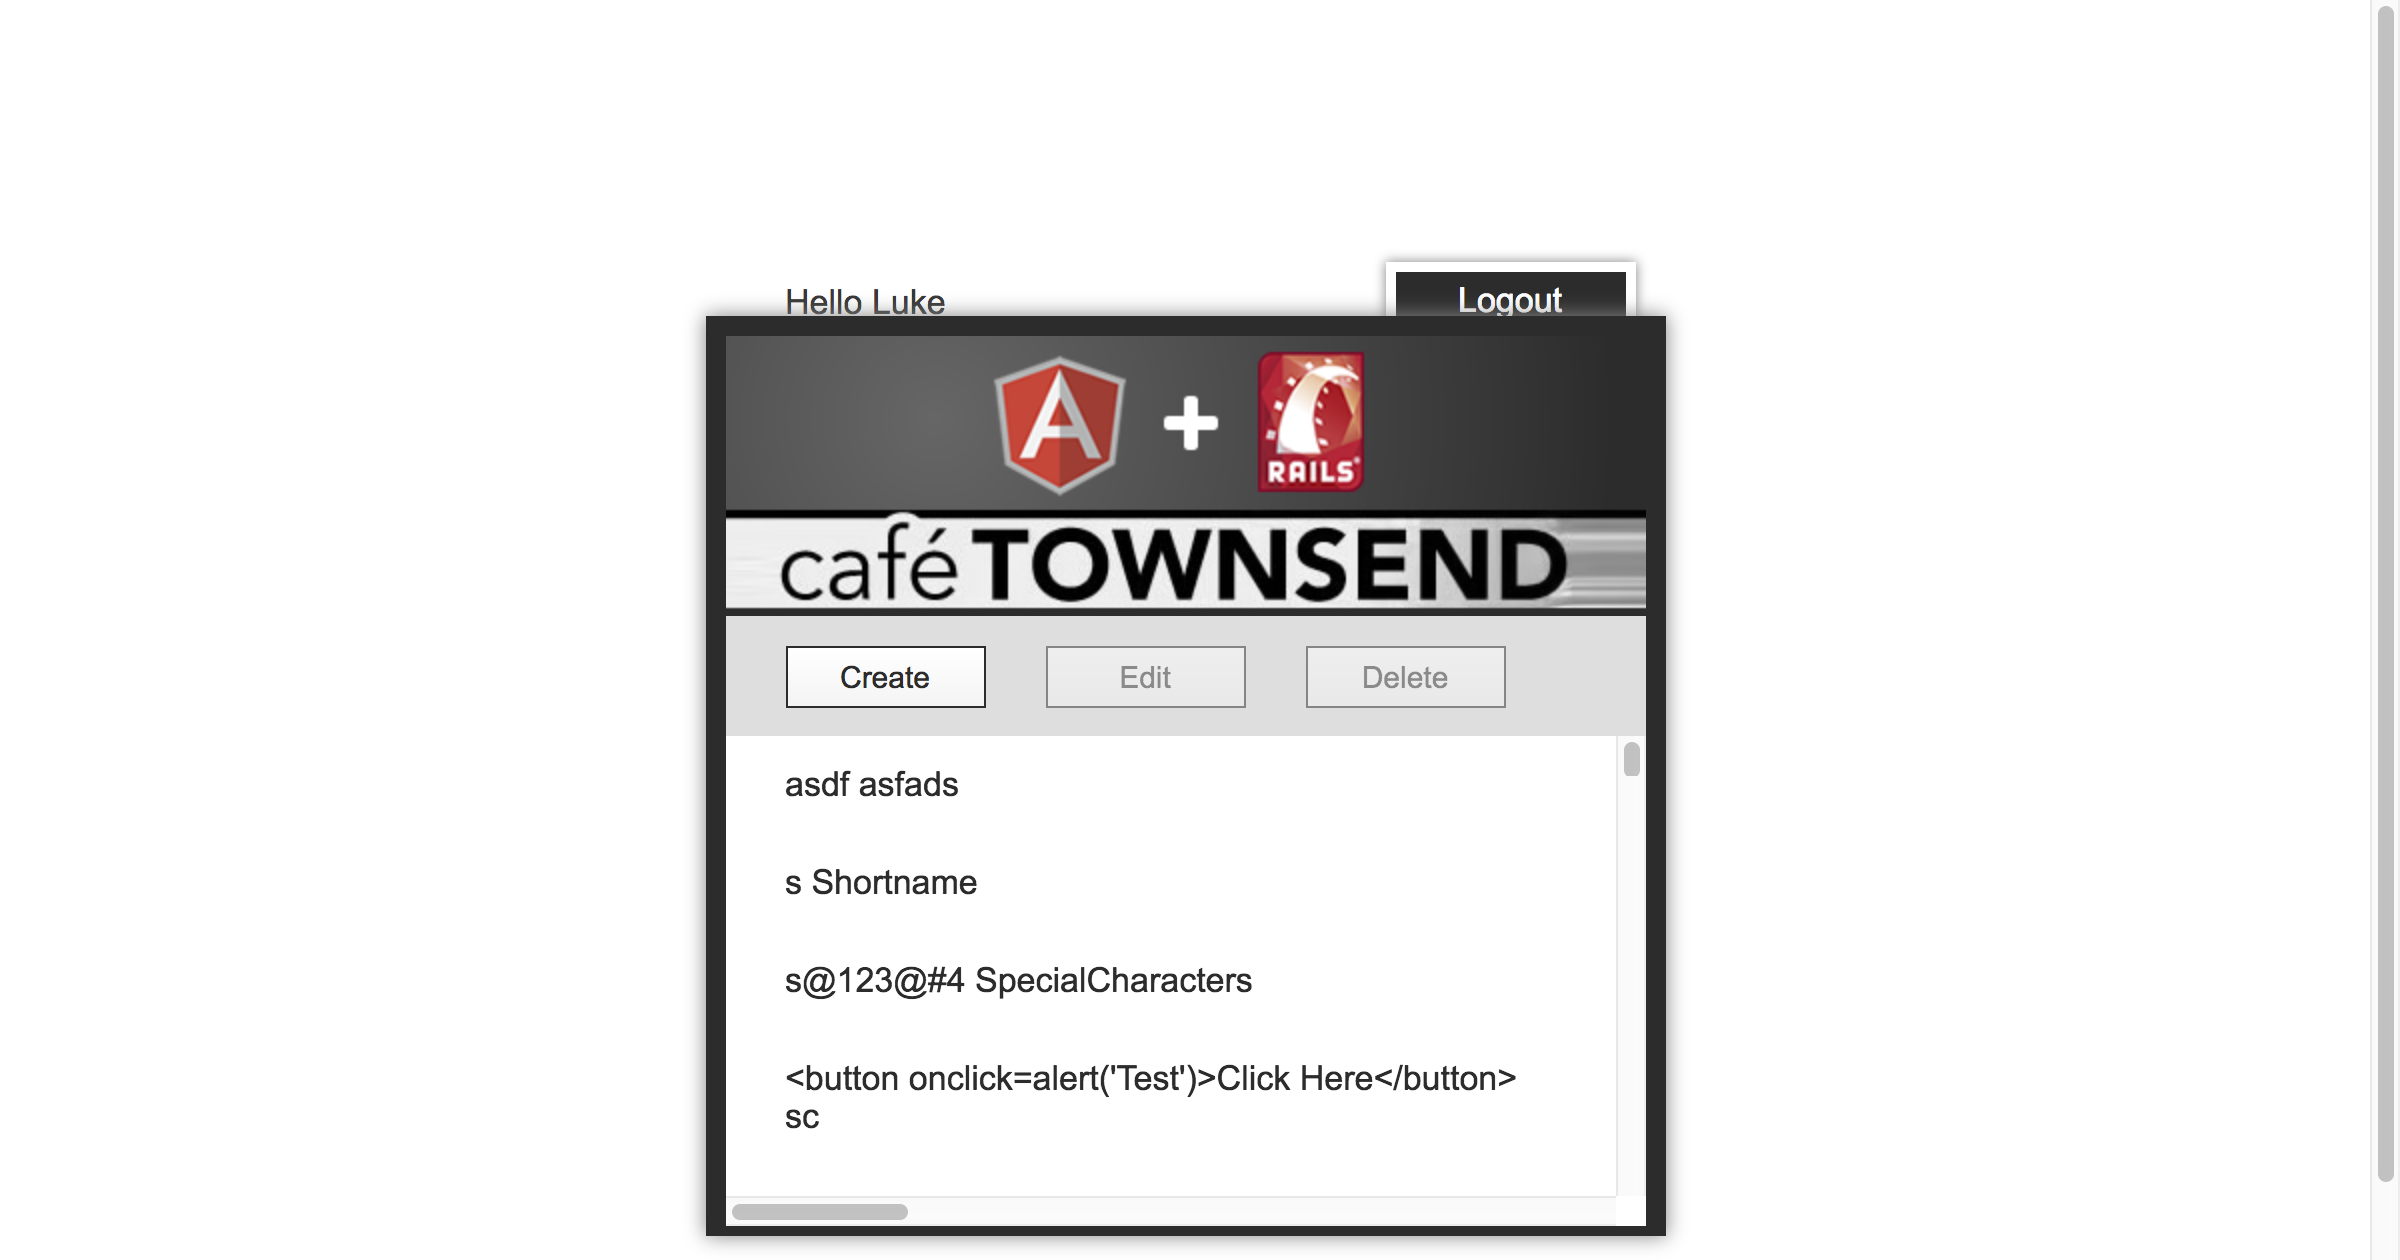 Hello Luke
Logout
A
RAILS
café TOWNSEND
Create
Edit
Delete
asdf asfads
s Shortname
s@123@#4 SpecialCharacters
<button onclick=alert('Test')>Click Here</button>
sc